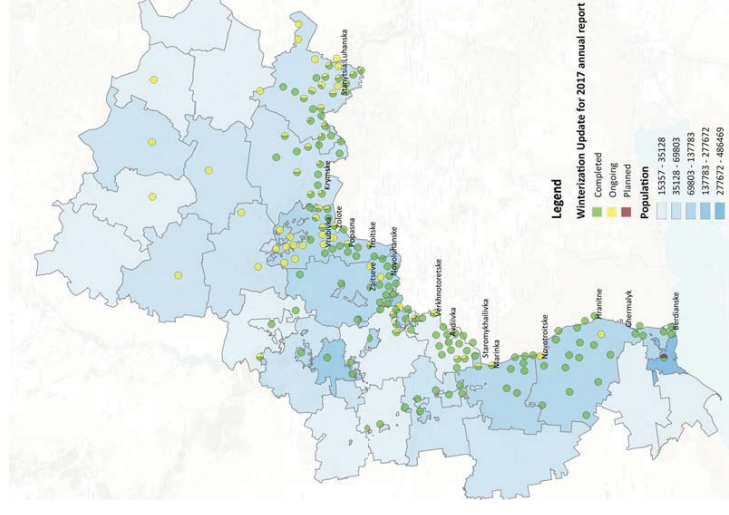 Stanytsia Luhanska
Krymske
Vrubivka
Zolote
Popasna
Troitske
Zaitseve
Novoluhanske
Verkhnotoretske
Avdiivka
Staromykhailivka
Marinka
Novotroitske
Hranitne
Chermalyk
Berdianske
Legend
Winterization Update for 2017 annual report
Completed
Ongoing
Planned
Population
15357 - 35128
35128 - 69803
69803 - 137783
137783 - 277672
277672 - 486469